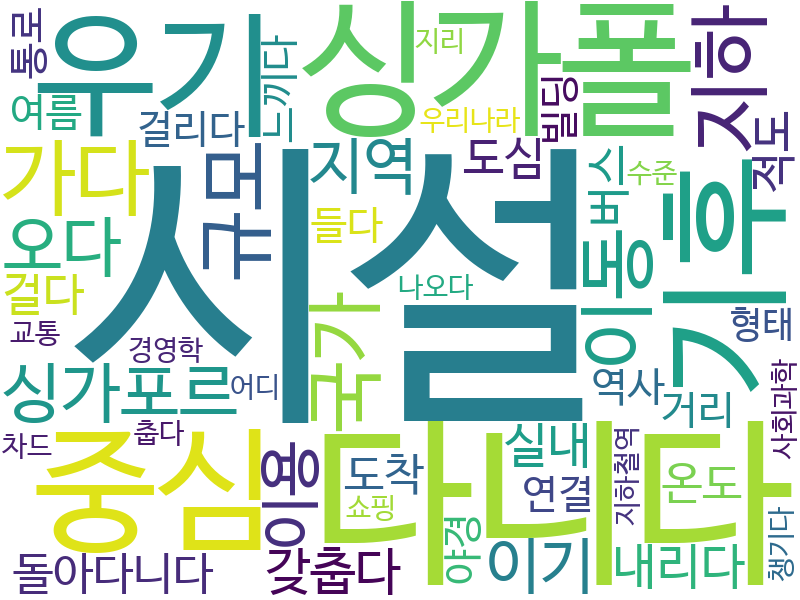 통로
우기
느끼다
싱가폴
지리
지하
여름
걸리다
우리나라
빌딩
적도
가다
규모
지역
도심
버스
수준
시설
기후
오다
들다
이동
걷다
나오다
국가
교통
경영학
형태
싱가포르
어디
역사
거리
사회과학
차드
춥다
중심
이용
다니다
실내
지하철역
도착
온도
연결
쇼핑
야경
챙기다
돌아다니다
갖춥다
이기
내리다